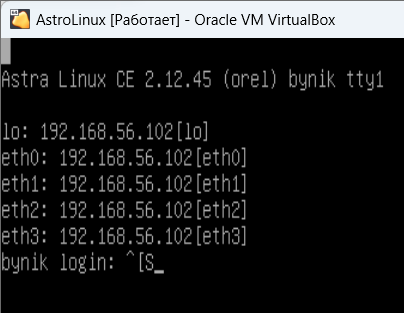 AstroLinux [Работает] - Oracle VM VirtualBox
Astra Linux CE 2.12.45 (orel) bynik tty1
lo: 192.168.56.102[lo]
eth0: 192.168.56.102[eth0]
eth1: 192.168.56.102[eth1]
eth2: 192.168.56.102[eth2]
eth3: 192.168.56.102[eth3]
bynik login: ^[S_